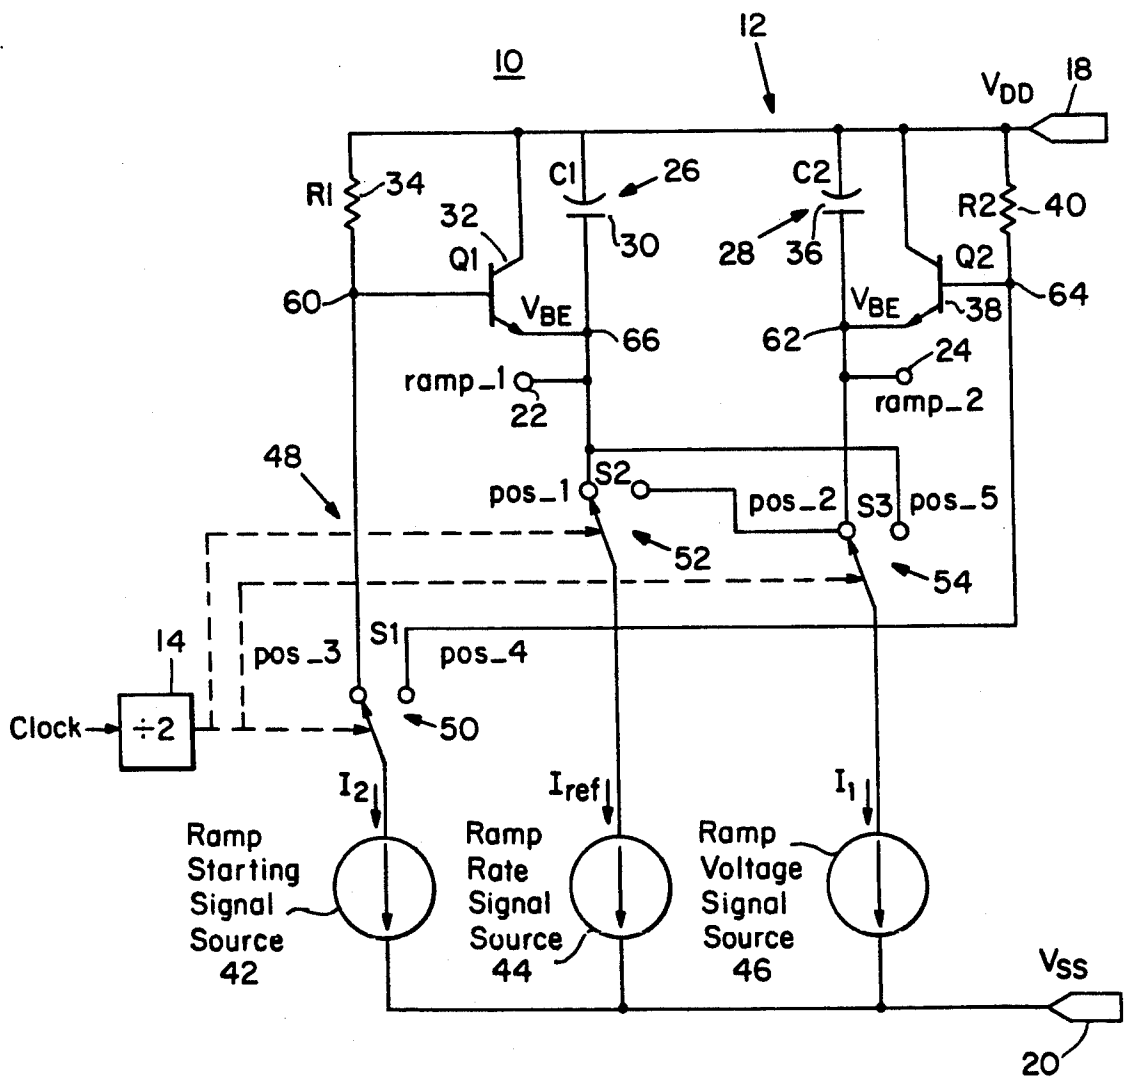 10
12
VDD
18
R1
34
32
Q1
C1
26
30
C2
28
36
R2
40
Q2
60
VBE
66
62
VBE
38
64
ramp_1
22
24
ramp_2
48
pos_1
S2
pos_2
S3
pos_5
52
54
14
pos_3
S1
pos_4
Clock
÷2
50
I2
Iref
I1
Ramp
Starting
Signal
Source
42
Ramp
Rate
Signal
Source
44
Ramp
Voltage
Signal
Source
46
VSS
20